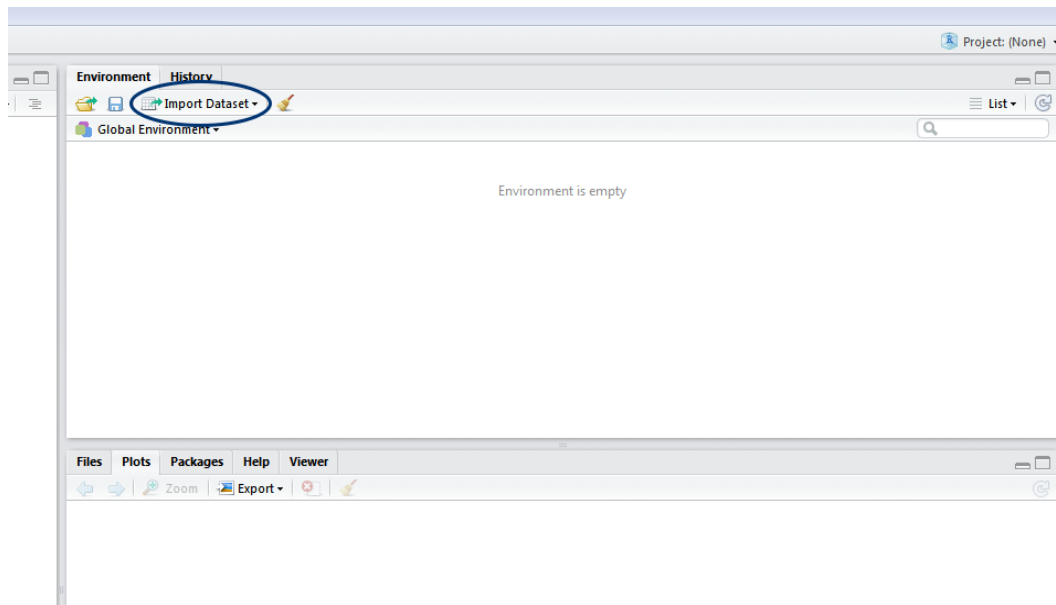 Project: (None)
Environment History
Import Dataset
List
Global Environment
Environment is empty
Files Plots Packages Help Viewer
Zoom Export